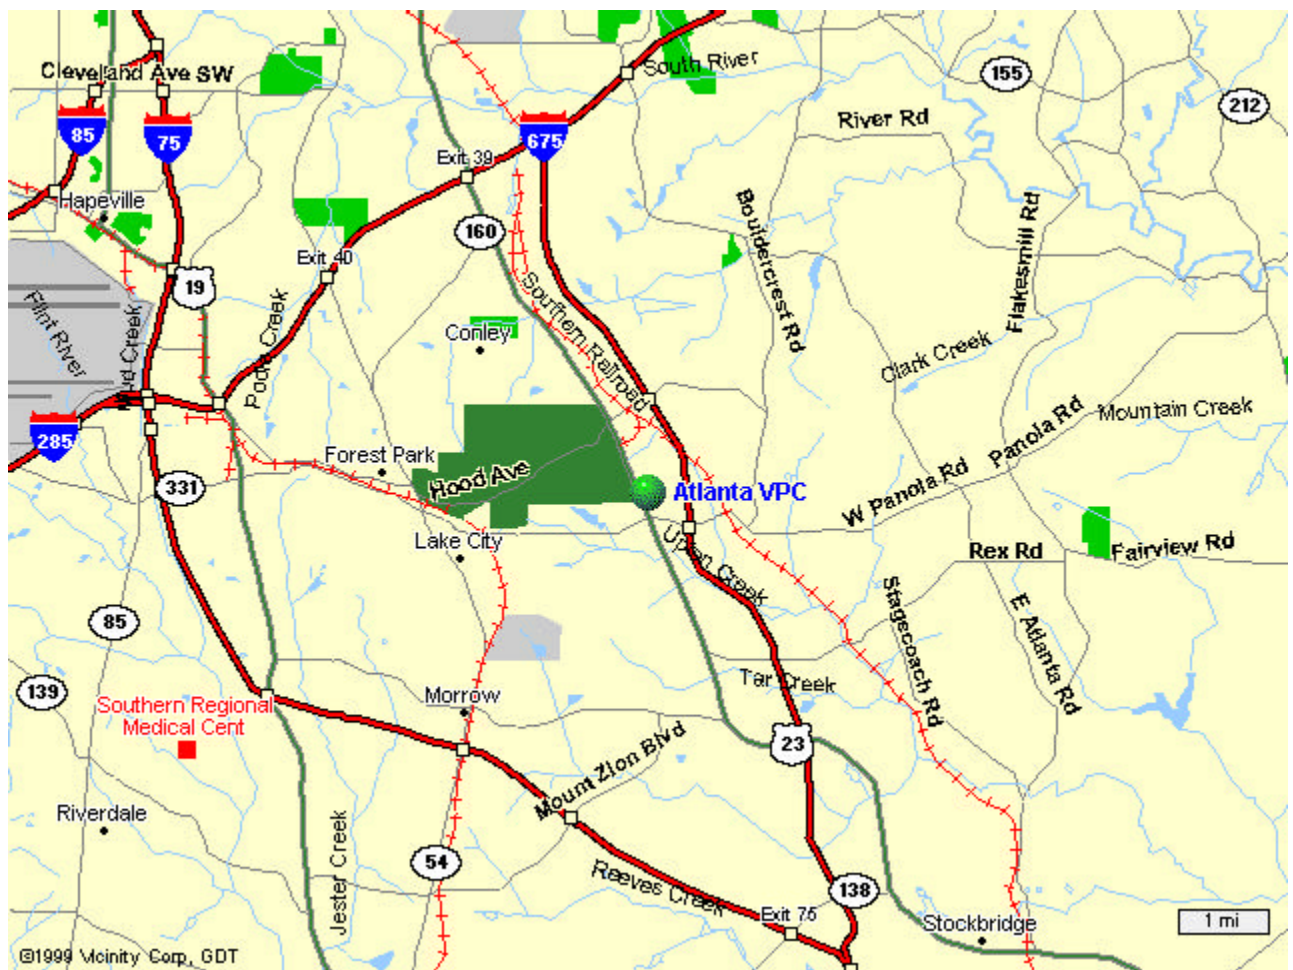 Cleveland Ave SW
South River
155
212
85
75
675
River Rd
Exit 39
Hapeville
160
Bouldercrest Rd
Flakesmill Rd
Exit 40
19
Flint River
Mud Creek
Poole Creek
Southern Railroad
Conley
Clark Creek
Panola Rd
Mountain Creek
285
Forest Park
331
Hood Ave
Atlanta VPC
W Panola Rd
Lake City
Upton Creek
Rex Rd
Fairview Rd
85
Stagecoach Rd
E Atlanta Rd
139
Southern Regional
Medical Cent
Morrow
Tar Creek
23
Mount Zion Blvd
Riverdale
Jester Creek
54
Reeves Creek
138
Exit 75
Stockbridge
1 mi
©1999 Vicinity Corp, GDT